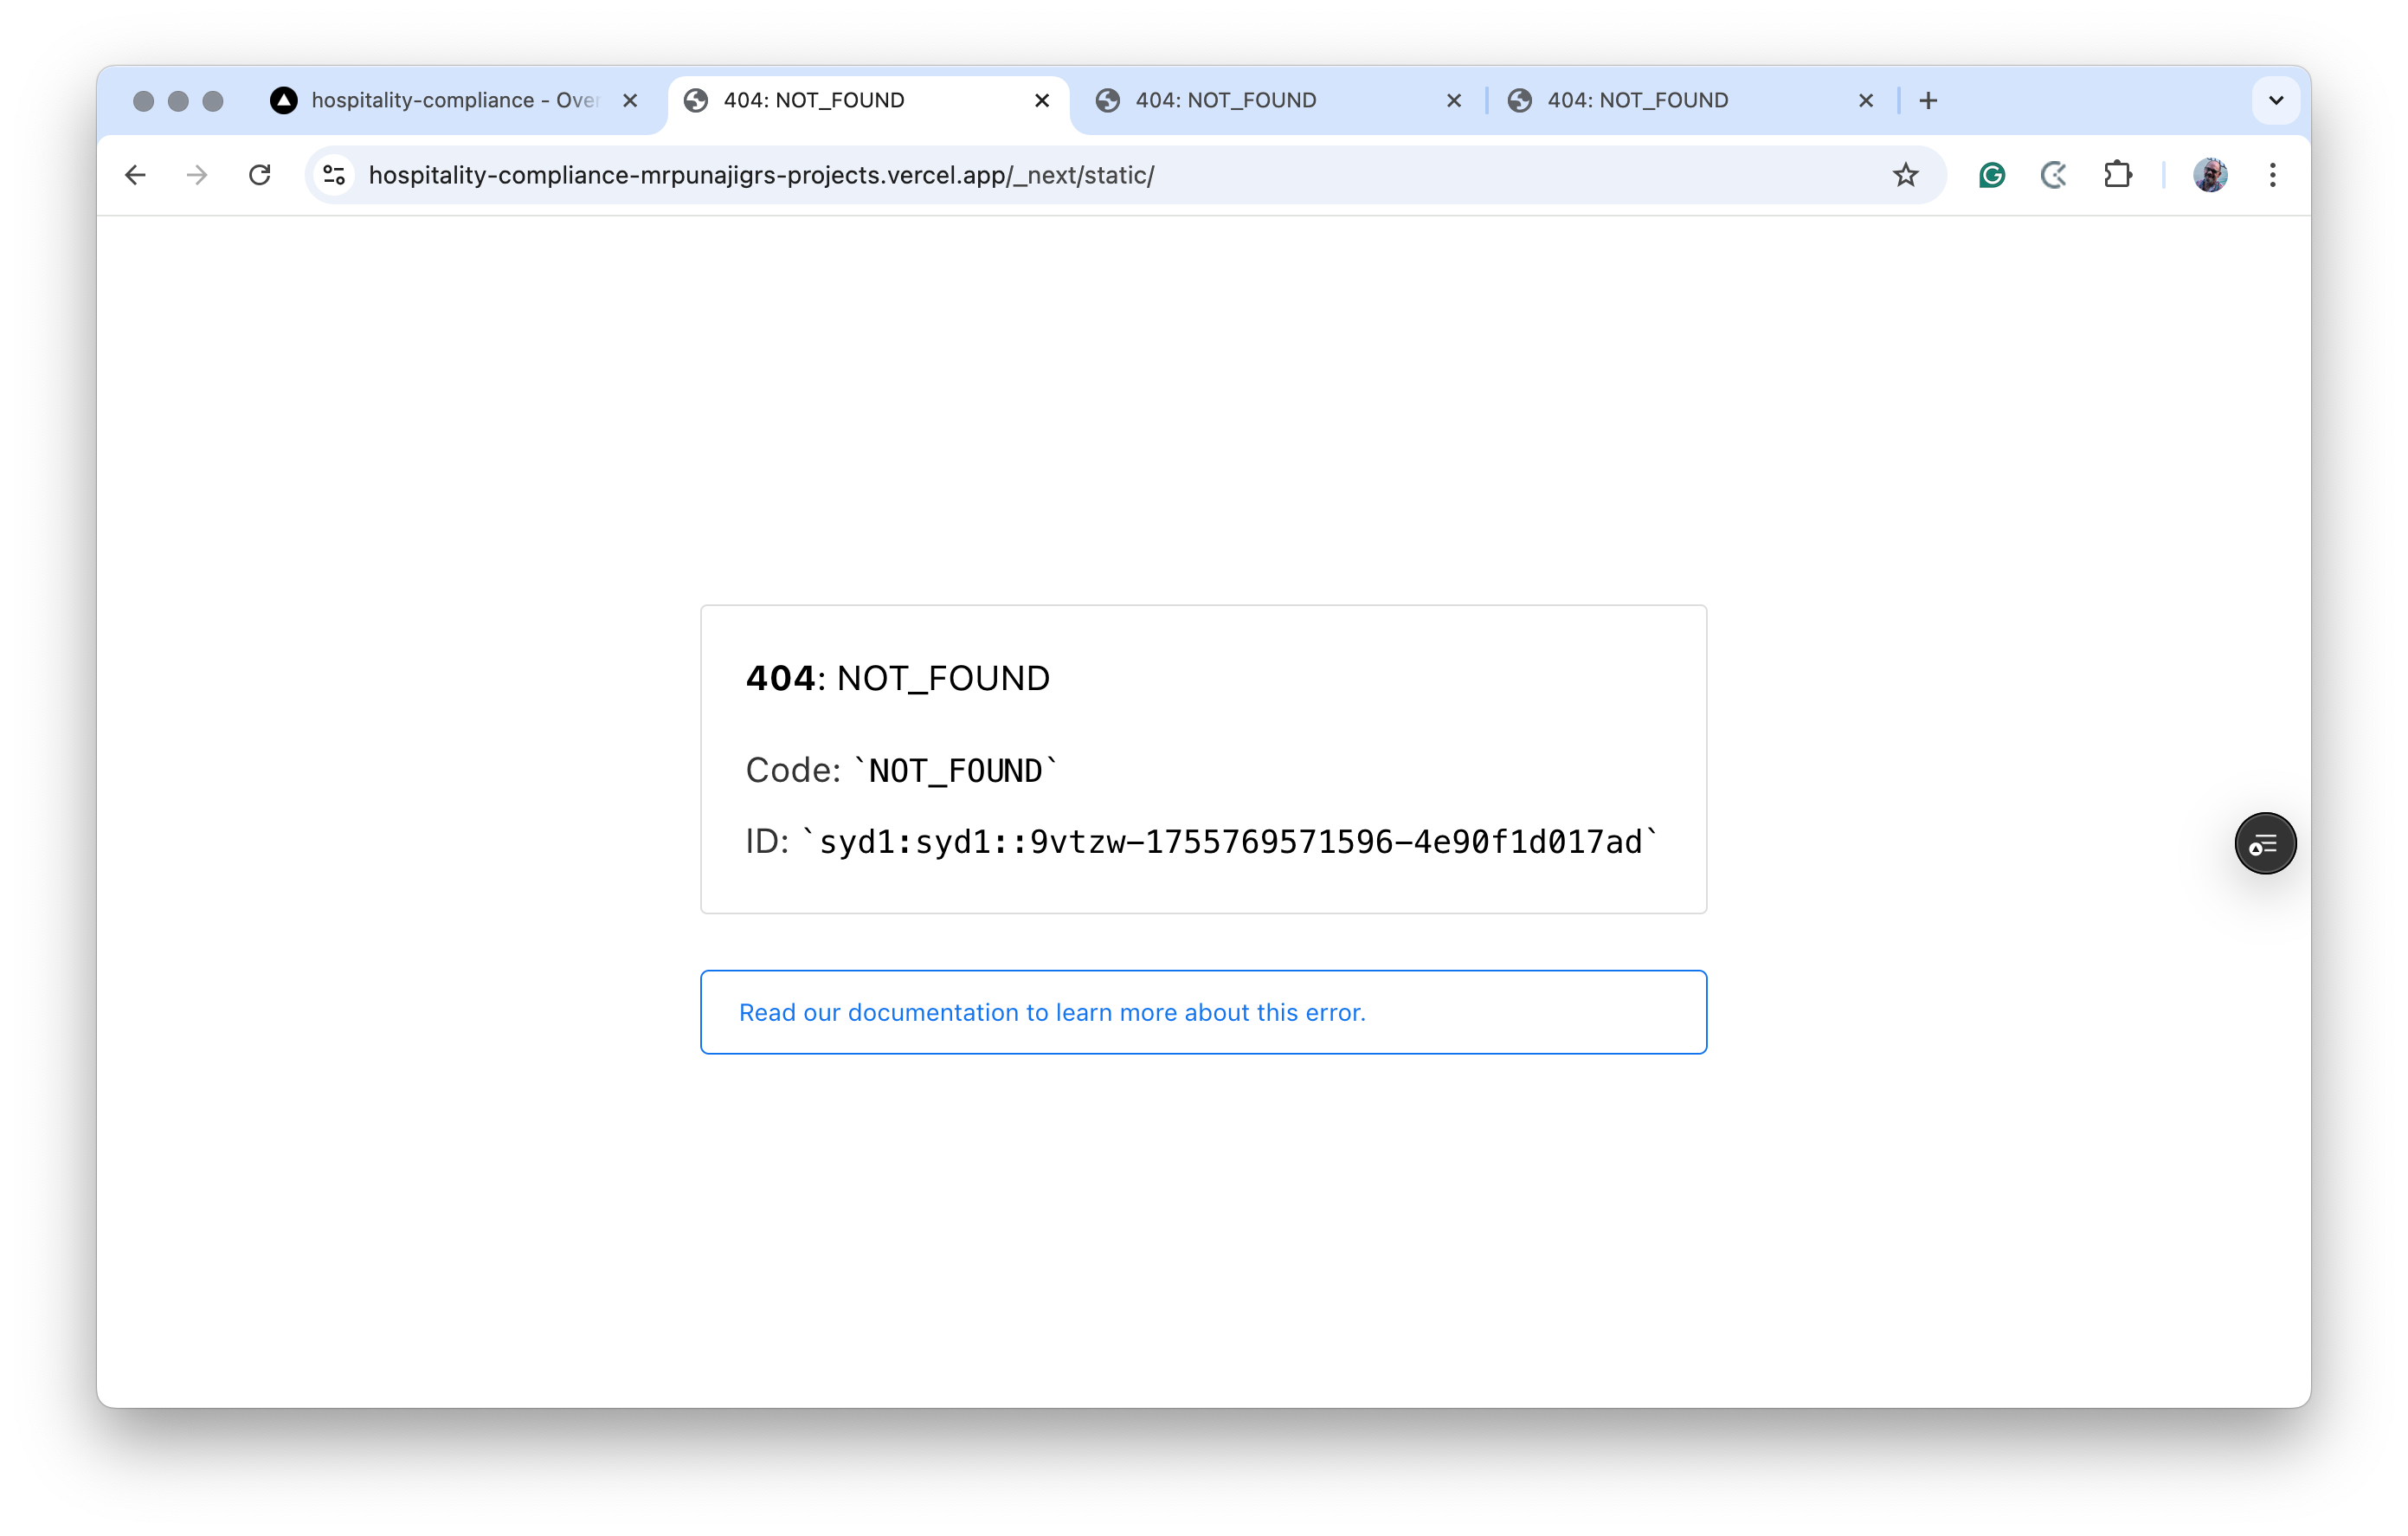 hospitality-compliance - Over
404: NOT_FOUND
404: NOT_FOUND
404: NOT_FOUND
hospitality-compliance-mrpunajigrs-projects.vercel.app/_next/static/
404: NOT_FOUND
Code: `NOT_FOUND`
ID: `syd1:syd1::9vtzw-1755769571596-4e90f1d017ad`
Read our documentation to learn more about this error.